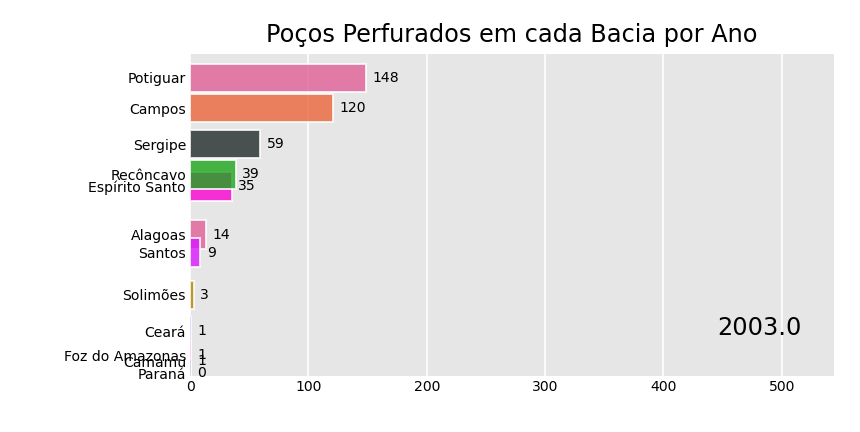 Poços Perfurados em cada Bacia por Ano
Potiguar 148
Campos 120
Sergipe 59
Recôncavo 39
Espírito Santo 35
Alagoas 14
Santos 9
Solimões 3
Ceará 1
2003.0
Foz do Amazonas 1
Camamu 1
Paraná 0
0 100 200 300 400 500